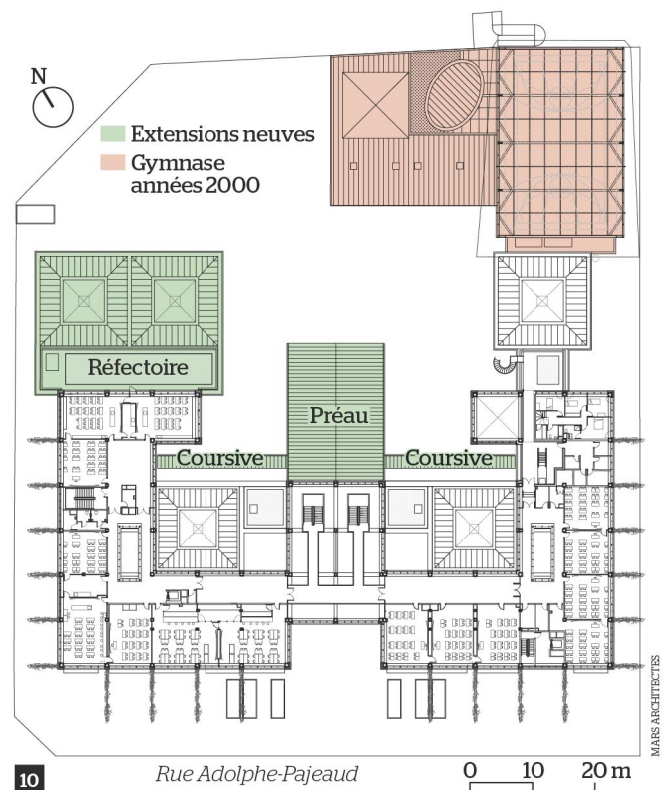 N
Extensions neuves
Gymnase
années 2000
Réfectoire
Préau
Coursive
Coursive
MARS ARCHITECTES
10
Rue Adolphe-Pajeaud
0 10 20 m